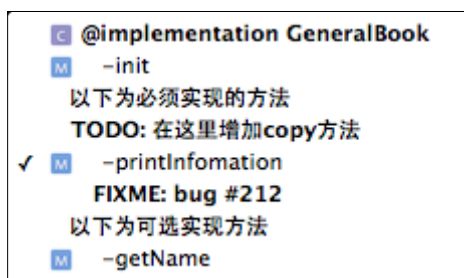 C @implementation GeneralBook
M -init
以下为必须实现的方法
TODO: 在这里增加copy方法
✓ M -printInfomation
FIXME: bug #212
以下为可选实现方法
M -getName